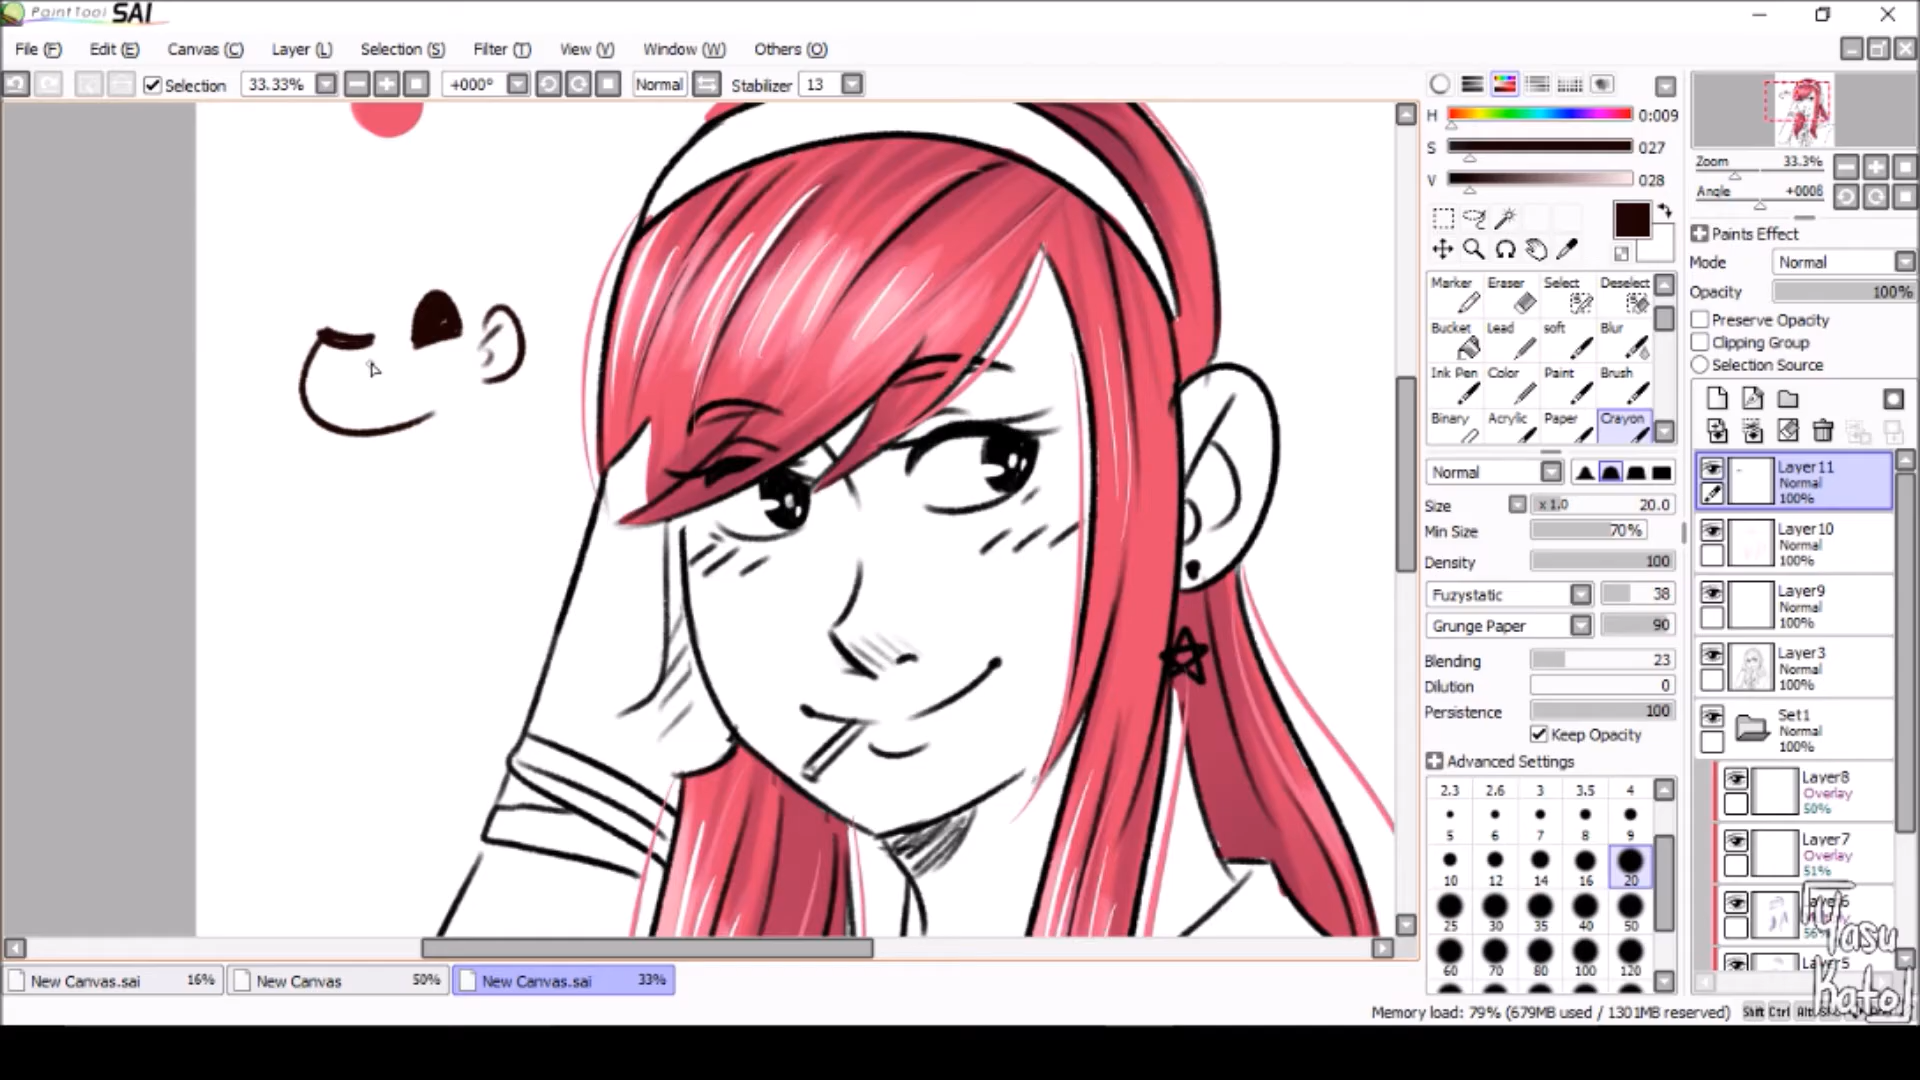 PaintTool SAI
File (F) Edit (E) Canvas (C) Layer (L) Selection (S) Filter (T) View (V) Window (W) Others (O)
Selection 33.33% +000° Normal Stabilizer 13
H 0:009
S 027
V 028
Marker Eraser Select Deselect
Bucket Lead soft Blur
Ink Pen Color Paint Brush
Binary Acrylic Paper Crayon
Normal
Size x 1.0 20.0
Min Size 70%
Density 100
Fuzystatic 38
Grunge Paper 90
Blending 23
Dilution 0
Persistence 100
Keep Opacity
Advanced Settings
2.3 2.6 3 3.5 4
5 6 7 8 9
10 12 14 16 20
25 30 35 40 50
60 70 80 100 120
Zoom 33.3%
Angle +0008
Paints Effect
Mode Normal
Opacity 100%
Preserve Opacity
Clipping Group
Selection Source
Layer11
Normal
100%
Layer10
Normal
100%
Layer9
Normal
100%
Layer3
Normal
100%
Set1
Normal
100%
Layer8
Overlay
50%
Layer7
Overlay
51%
Layer5
Yasu
Kato
New Canvas.sai 16% New Canvas 50% New Canvas.sai 33%
Memory load: 79% (679MB used / 1301MB reserved) Shift Ctrl